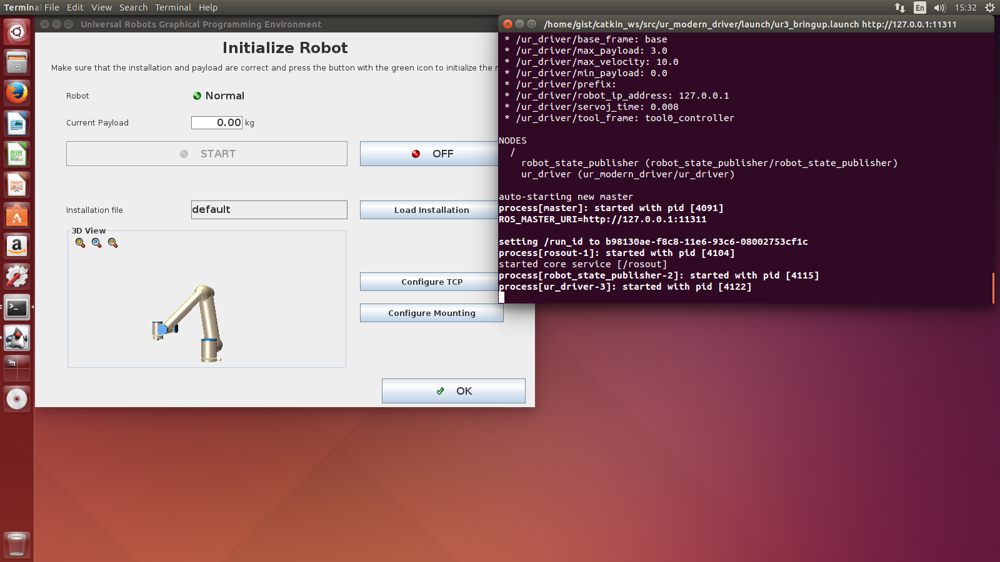 Terminal File Edit View Search Terminal Help
En 15:32
Universal Robots Graphical Programming Environment
Initialize Robot
Make sure that the installation and payload are correct and press the button with the green icon to initialize the
Robot
Normal
Current Payload
0.00 kg
START
OFF
Installation file
default
Load Installation
3D View
Configure TCP
Configure Mounting
OK
/home/gist/catkin_ws/src/ur_modern_driver/launch/ur3_bringup.launch http://127.0.0.1:11311
* /ur_driver/base_frame: base
* /ur_driver/max_payload: 3.0
* /ur_driver/max_velocity: 10.0
* /ur_driver/min_payload: 0.0
* /ur_driver/prefix:
* /ur_driver/robot_ip_address: 127.0.0.1
* /ur_driver/servoj_time: 0.008
* /ur_driver/tool_frame: tool0_controller
NODES
/
robot_state_publisher (robot_state_publisher/robot_state_publisher)
ur_driver (ur_modern_driver/ur_driver)
auto-starting new master
process[master]: started with pid [4091]
ROS_MASTER_URI=http://127.0.0.1:11311
setting /run_id to b98130ae-f8c8-11e6-93c6-08002753cf1c
process[rosout-1]: started with pid [4104]
started core service [/rosout]
process[robot_state_publisher-2]: started with pid [4115]
process[ur_driver-3]: started with pid [4122]